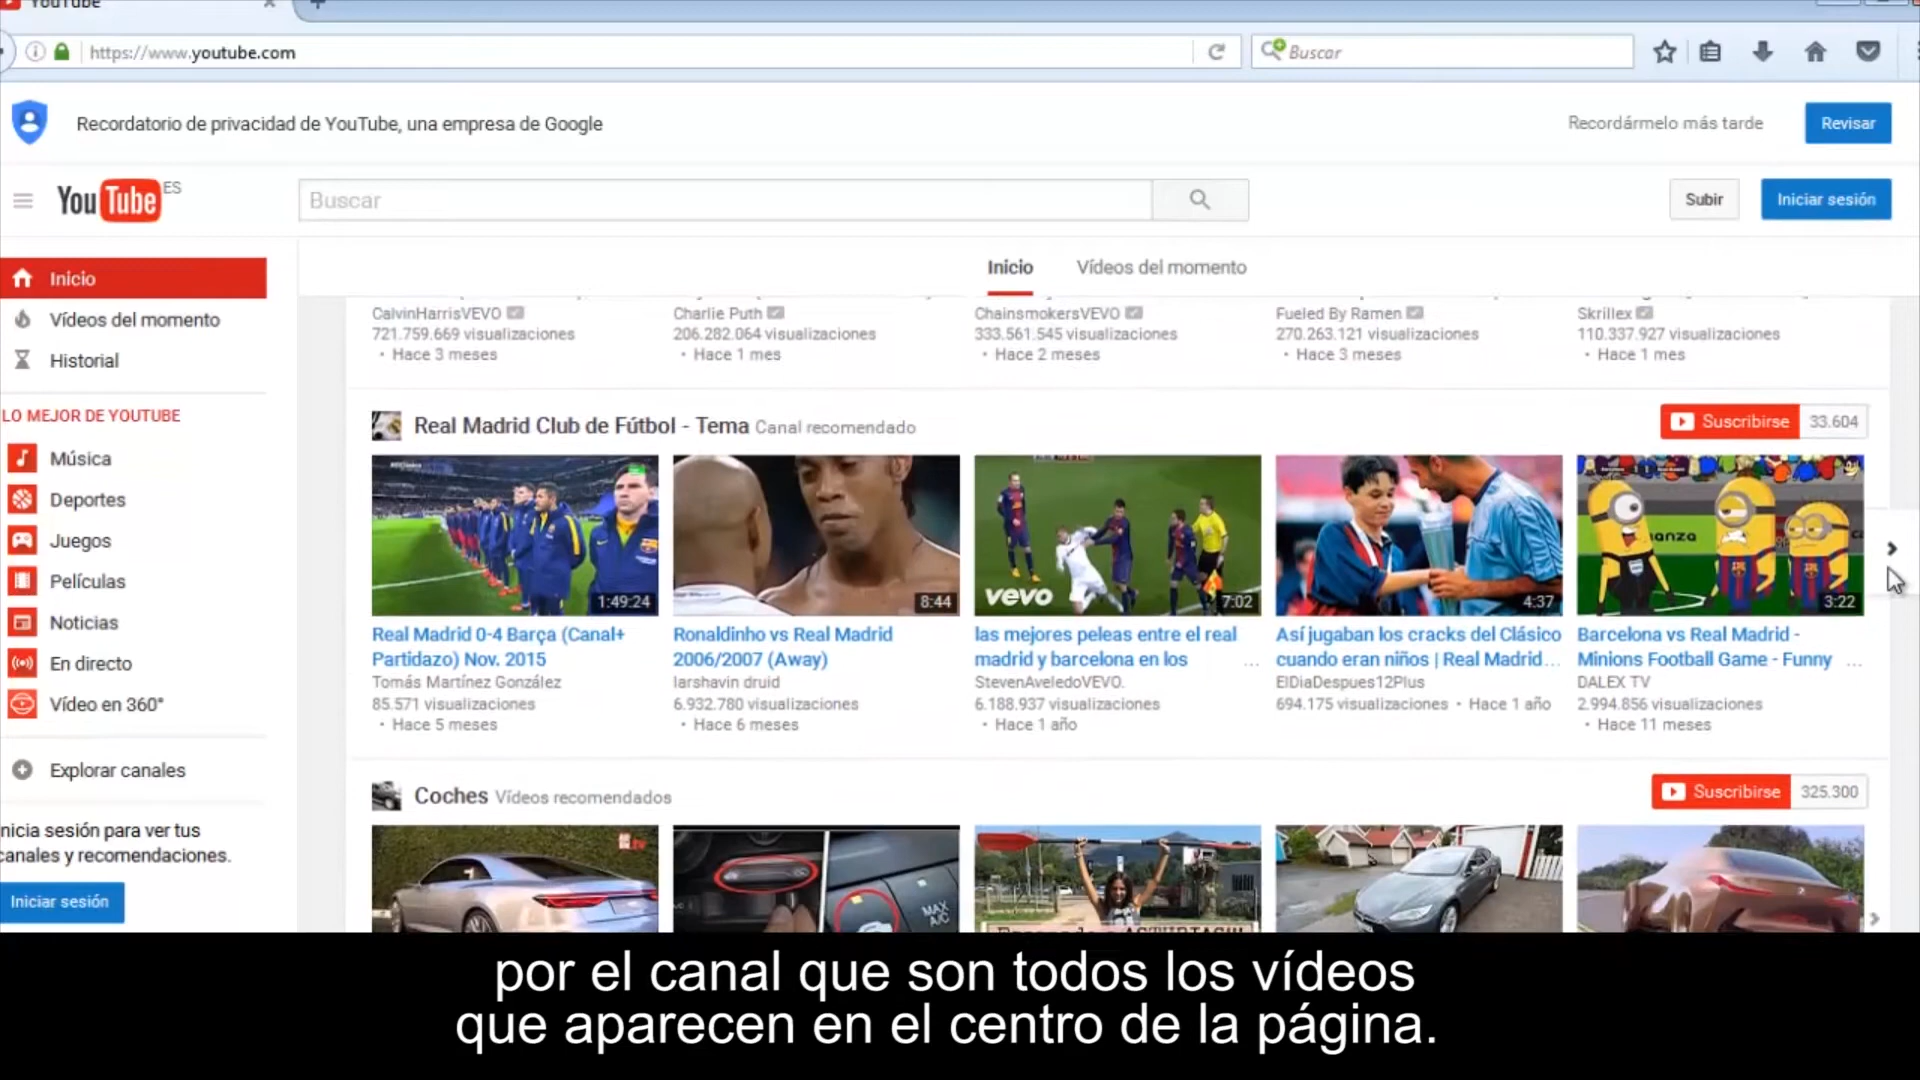 YouTube
https://www.youtube.com
Buscar
Recordatorio de privacidad de YouTube, una empresa de Google
Recordármelo más tarde
Revisar
YouTube ES
Buscar
Subir
Iniciar sesión
Inicio
Vídeos del momento
Inicio
Vídeos del momento
Historial
LO MEJOR DE YOUTUBE
Música
Deportes
Juegos
Películas
Noticias
En directo
Vídeo en 360°
Explorar canales
nicia sesión para ver tus
canales y recomendaciones.
Iniciar sesión
CalvinHarrisVEVO
721.759.669 visualizaciones
• Hace 3 meses
Charlie Puth
206.282.064 visualizaciones
• Hace 1 mes
ChainsmokersVEVO
333.561.545 visualizaciones
• Hace 2 meses
Fueled By Ramen
270.263.121 visualizaciones
• Hace 3 meses
Skrillex
110.337.927 visualizaciones
• Hace 1 mes
Real Madrid Club de Fútbol - Tema Canal recomendado
Suscribirse 33.604
1:49:24
Real Madrid 0-4 Barça (Canal+
Partidazo) Nov. 2015
Tomás Martínez González
85.571 visualizaciones
• Hace 5 meses
8:44
Ronaldinho vs Real Madrid
2006/2007 (Away)
larshavin druid
6.932.780 visualizaciones
• Hace 6 meses
vevo
7:02
las mejores peleas entre el real
madrid y barcelona en los ...
StevenAveledoVEVO.
6.188.937 visualizaciones
• Hace 1 año
4:37
Así jugaban los cracks del Clásico
cuando eran niños | Real Madrid...
ElDiaDespues12Plus
694.175 visualizaciones • Hace 1 año
anza
3:22
Barcelona vs Real Madrid -
Minions Football Game - Funny ...
DALEX TV
2.994.856 visualizaciones
• Hace 11 meses
Coches Vídeos recomendados
Suscribirse 325.300
MAX
A/C
por el canal que son todos los vídeos
que aparecen en el centro de la página.